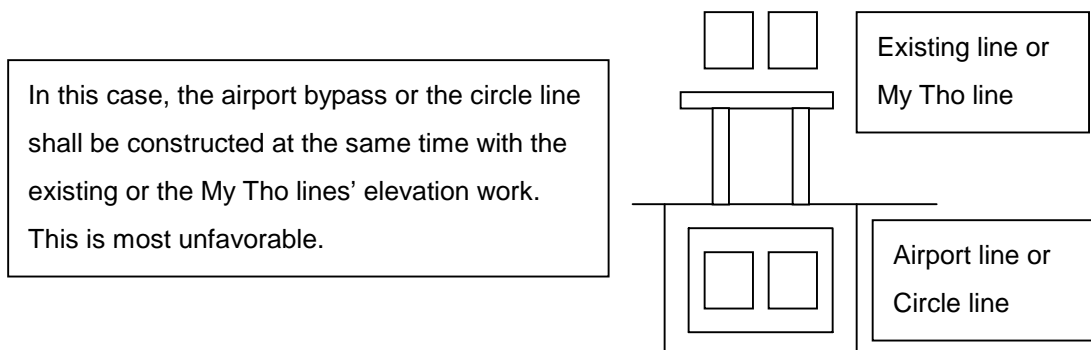 In this case, the airport bypass or the circle line
shall be constructed at the same time with the
existing or the My Tho lines’ elevation work.
This is most unfavorable.
Existing line or
My Tho line
Airport line or
Circle line